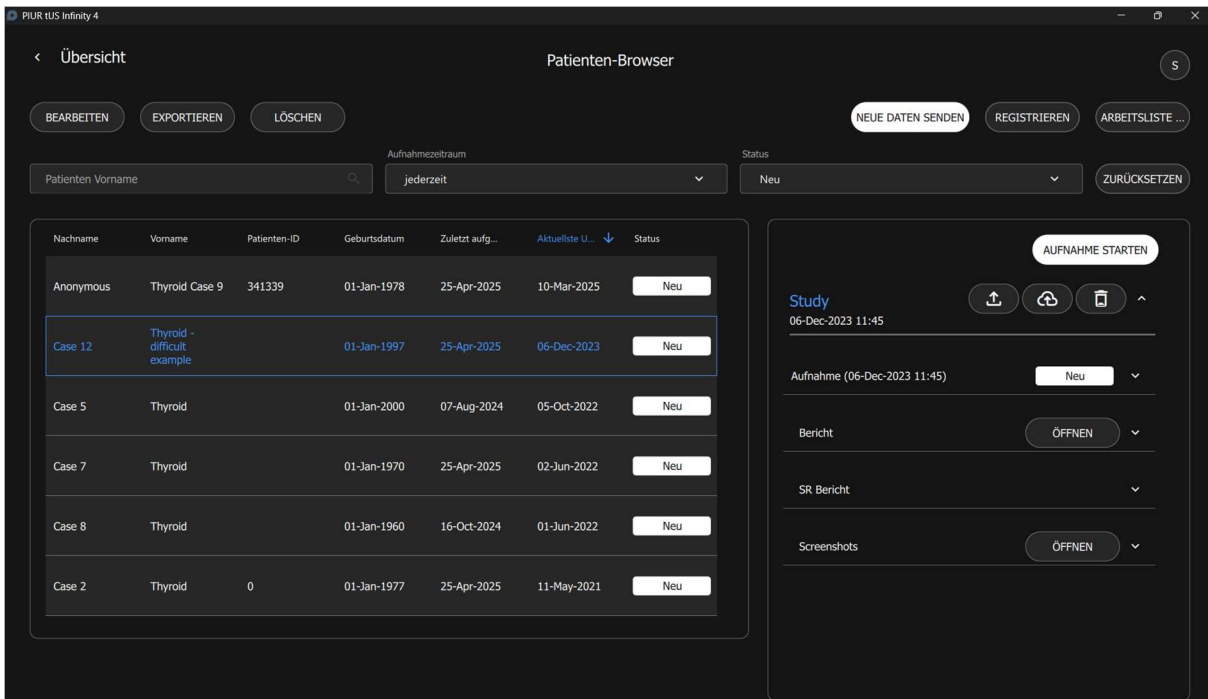 PIUR tUS Infinity 4
Übersicht
Patienten-Browser
S
BEARBEITEN EXPORTIEREN LÖSCHEN NEUE DATEN SENDEN REGISTRIEREN ARBEITSLISTE ...
Aufnahmezeitraum Status
Patienten Vorname jederzeit Neu ZURÜCKSETZEN
Nachname Vorname Patienten-ID Geburtsdatum Zuletzt aufg... Aktuellste U... Status
Anonymous Thyroid Case 9 341339 01-Jan-1978 25-Apr-2025 10-Mar-2025 Neu
Case 12 Thyroid - difficult example 01-Jan-1997 25-Apr-2025 06-Dec-2023 Neu
Case 5 Thyroid 01-Jan-2000 07-Aug-2024 05-Oct-2022 Neu
Case 7 Thyroid 01-Jan-1970 25-Apr-2025 02-Jun-2022 Neu
Case 8 Thyroid 01-Jan-1960 16-Oct-2024 01-Jun-2022 Neu
Case 2 Thyroid 0 01-Jan-1977 25-Apr-2025 11-May-2021 Neu
AUFNAHME STARTEN
Study
06-Dec-2023 11:45
Aufnahme (06-Dec-2023 11:45) Neu
Bericht ÖFFNEN
SR Bericht
Screenshots ÖFFNEN